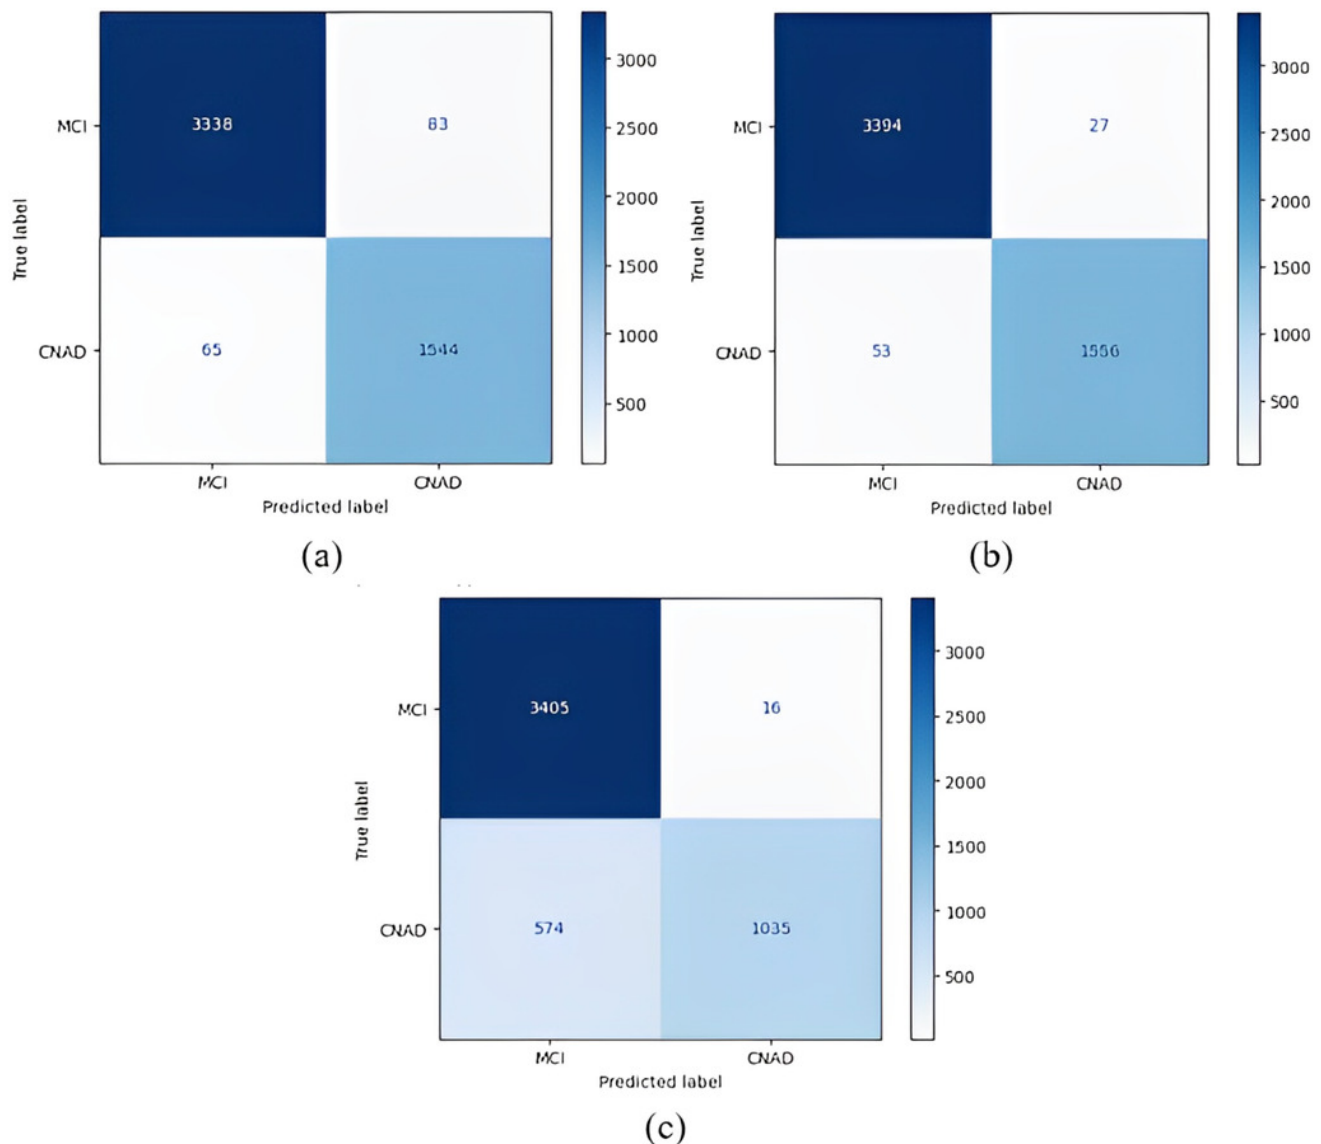 3000
3338
83
MCI
2500
2000
True label
1500
CNAD
65
1544
1000
500
MCI
CNAD
Predicted label
(a)
3000
3394
27
MCI
2500
2000
True label
1500
CNAD
53
1556
1000
500
MCI
CNAD
Predicted label
(b)
3000
3405
16
MCI
2500
2000
True label
1500
CNAD
574
1035
1000
500
MCI
CNAD
Predicted label
(c)